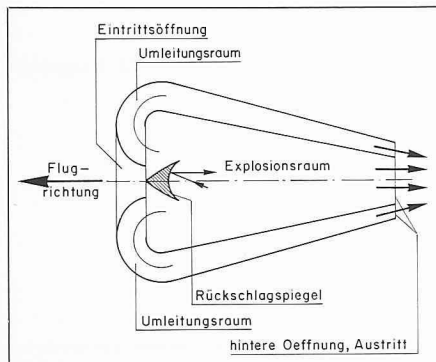 Eintrittsöffnung
Umleitungsraum
Flug-
richtung
Explosionsraum
Rückschlagspiegel
Umleitungsraum
hintere Oeffnung, Austritt